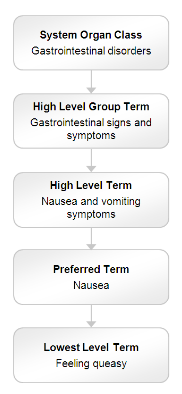 System Organ Class
Gastrointestinal disorders
High Level Group Term
Gastrointestinal signs and
symptoms
High Level Term
Nausea and vomiting
symptoms
Preferred Term
Nausea
Lowest Level Term
Feeling queasy